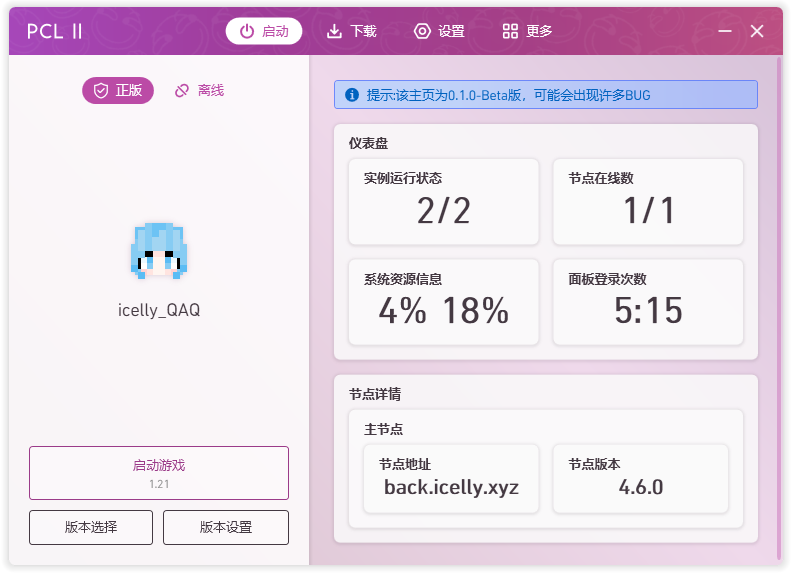 PCL II
启动
下载
设置
更多
正版
离线
icelly_QAQ
启动游戏
1.21
版本选择
版本设置
提示:该主页为0.1.0-Beta版，可能会出现许多BUG
仪表盘
实例运行状态
2/2
节点在线数
1/1
系统资源信息
4% 18%
面板登录次数
5:15
节点详情
主节点
节点地址
back.icelly.xyz
节点版本
4.6.0